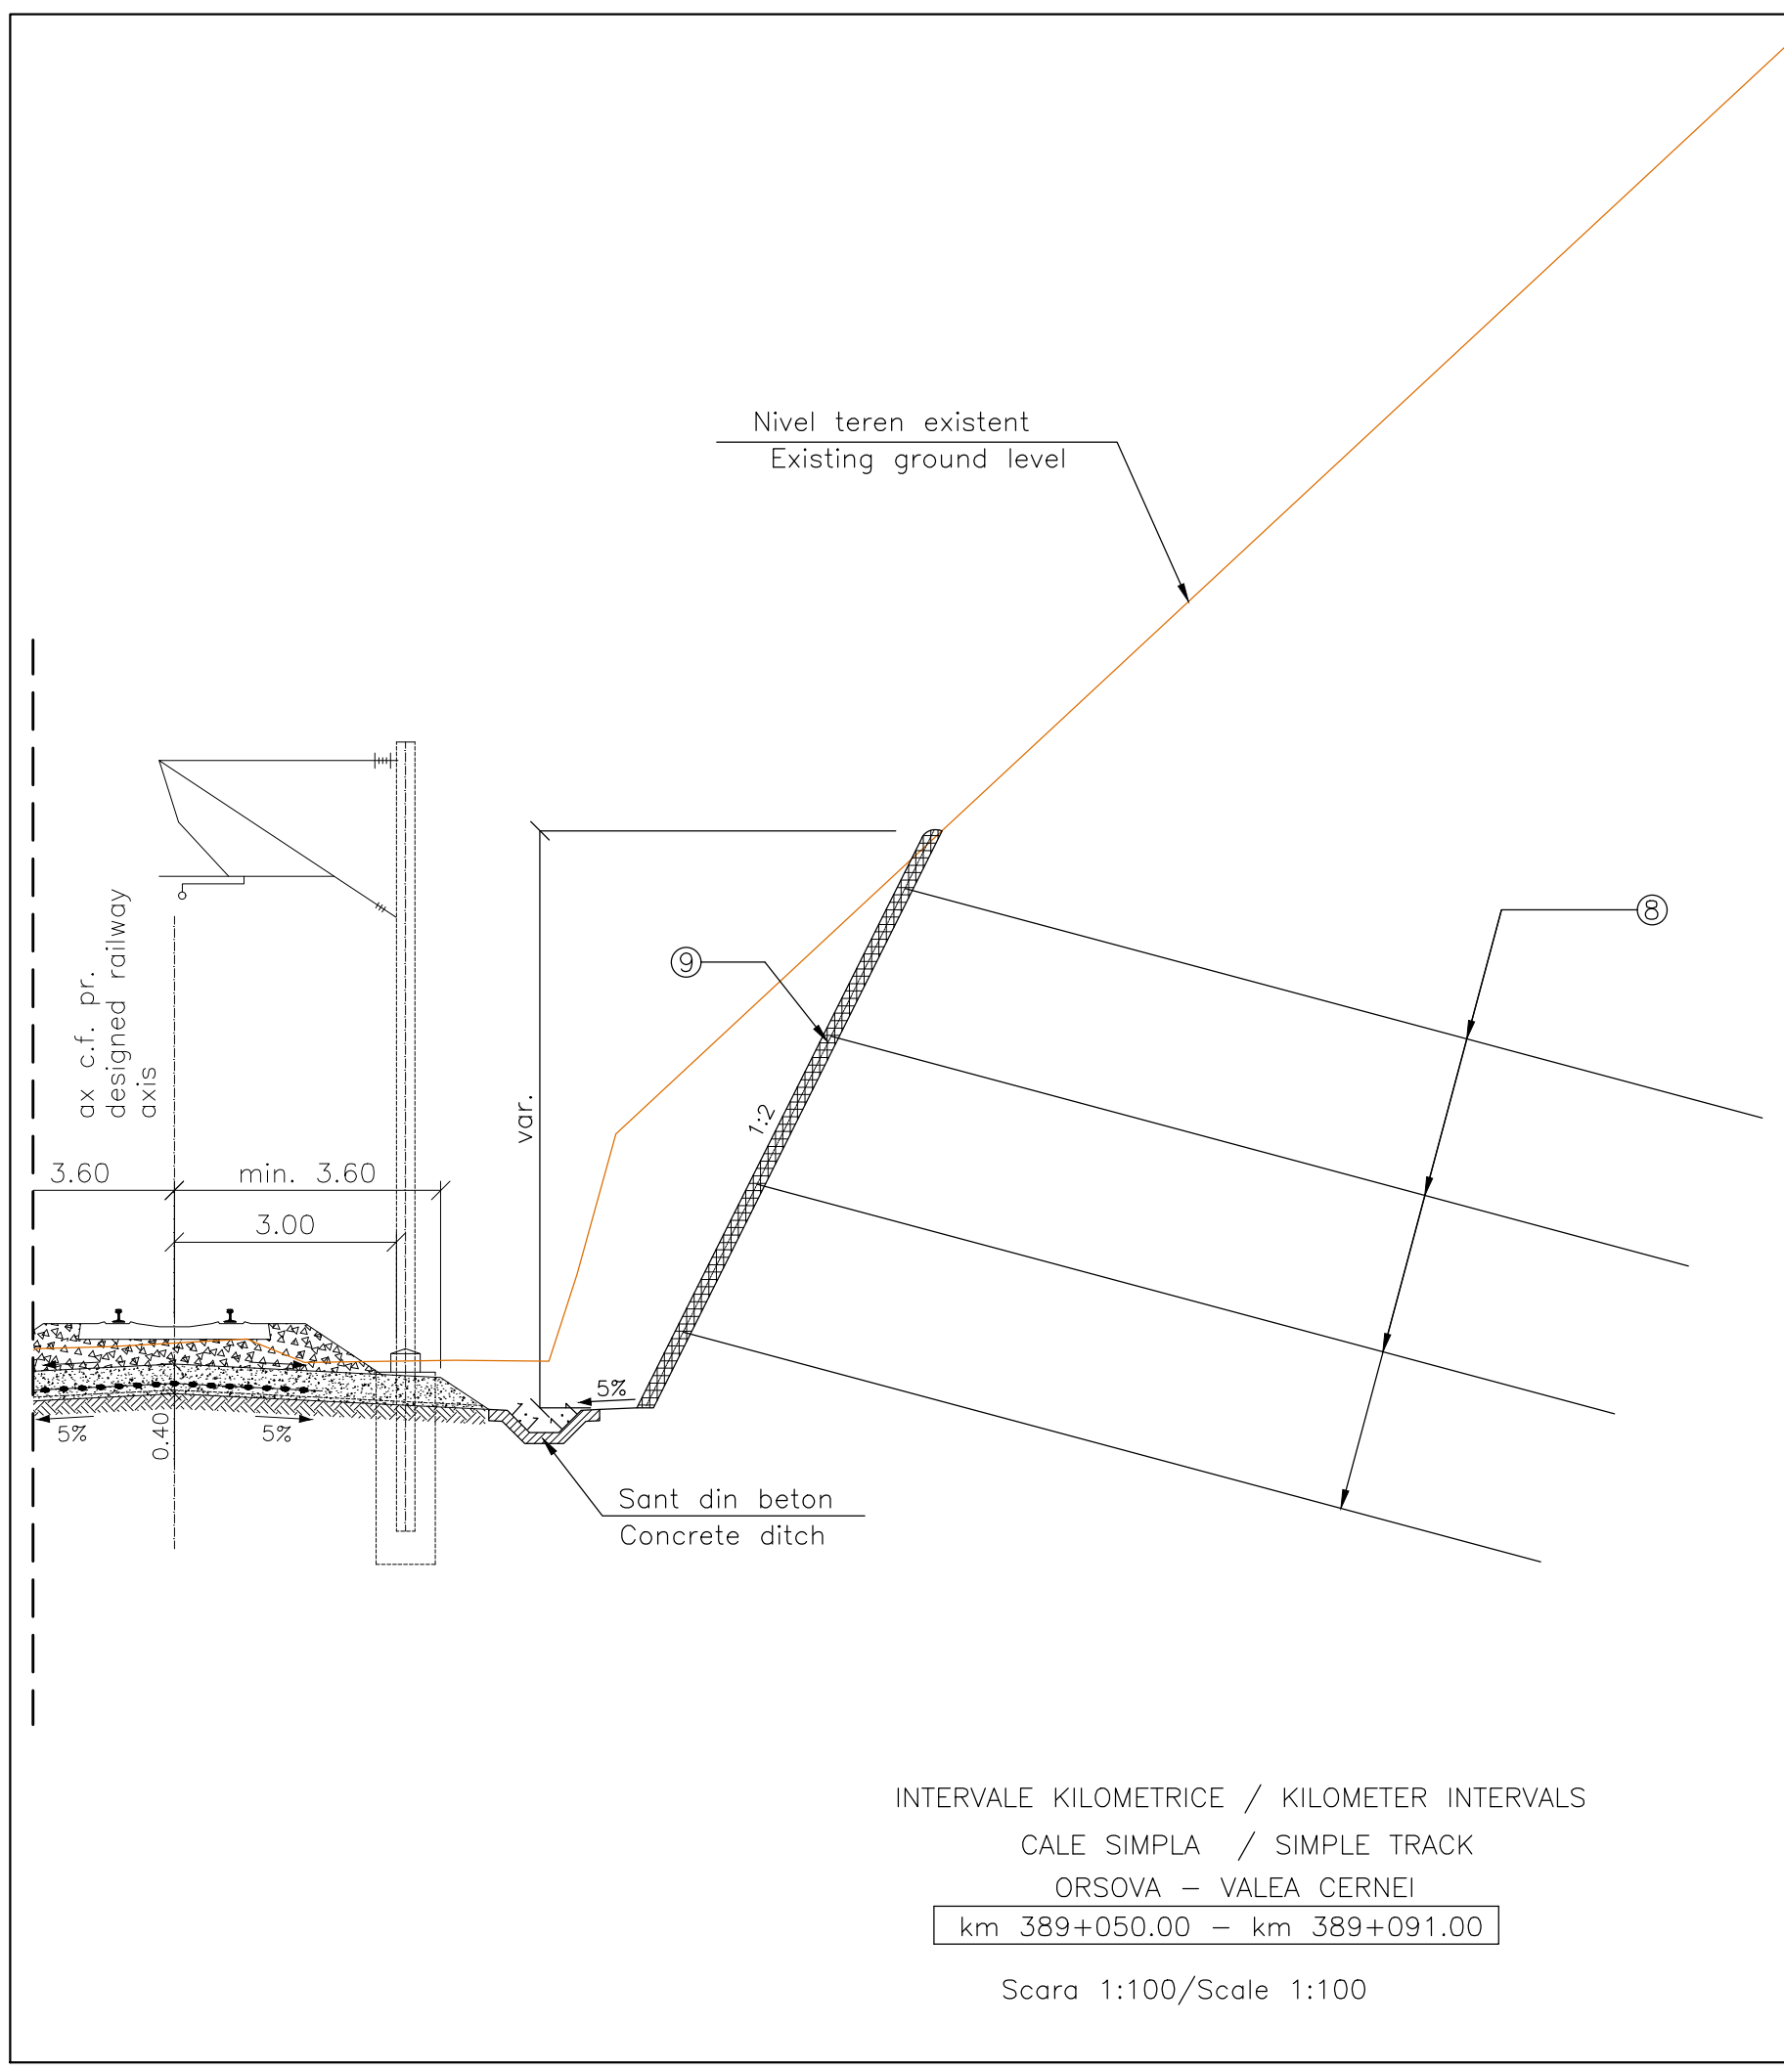 Nivel teren existent
Existing ground level
8
9
ax c.f. pr.
designed railway
axis
var.
1:2
3.60
min. 3.60
3.00
5%
1:1
1:1
5%
5%
0.40
Sant din beton
Concrete ditch
INTERVALE KILOMETRICE / KILOMETER INTERVALS
CALE SIMPLA / SIMPLE TRACK
ORSOVA - VALEA CERNEI
km 389+050.00 - km 389+091.00
Scara 1:100/Scale 1:100